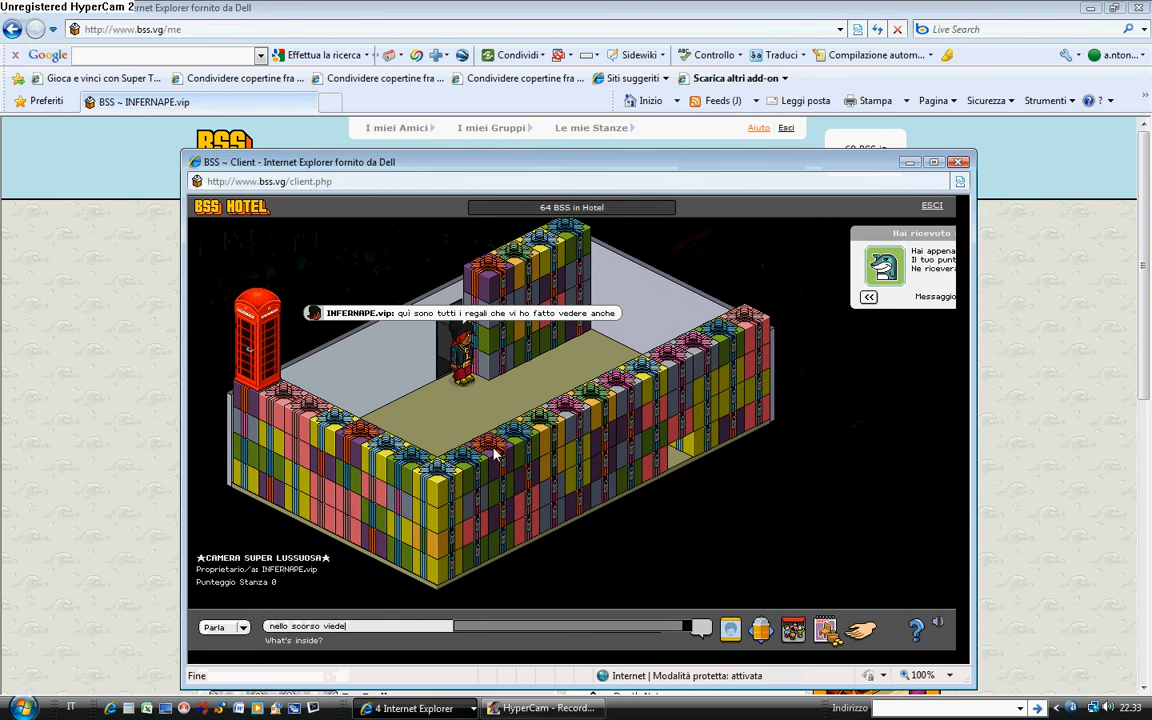 Unregistered HyperCam 2
rnet Explorer fornito da Dell
http://www.bss.vg/me
Live Search
Google
Effettua la ricerca
Condividi
Sidewiki
Controllo
Traduci
Compilazione autom...
a.nton...
Gioca e vinci con Super T...
Condividere copertine fra ...
Condividere copertine fra ...
Condividere copertine fra ...
Siti suggeriti
Scarica altri add-on
Preferiti
BSS ~ INFERNAPE.vip
Inizio
Feeds (J)
Leggi posta
Stampa
Pagina
Sicurezza
Strumenti
BSS
I miei Amici
I miei Gruppi
Le mie Stanze
Aiuto
Esci
BSS ~ Client - Internet Explorer fornito da Dell
http://www.bss.vg/client.php
BSS HOTEL
64 BSS in Hotel
ESCI
Hai ricevuto
Hai appena
Il tuo punt
Ne riceverai
<<
Messaggio
INFERNAPE.vip: quì sono tutti i regali che vi ho fatto vedere anche
★CAMERA SUPER LUSSUOSA★
Proprietario/a: INFERNAPE.vip
Punteggio Stanza 0
Parla
nello scorso viede
What's inside?
Fine
Internet | Modalità protetta: attivata
100%
IT
4 Internet Explorer
HyperCam - Record...
Indirizzo
22.33